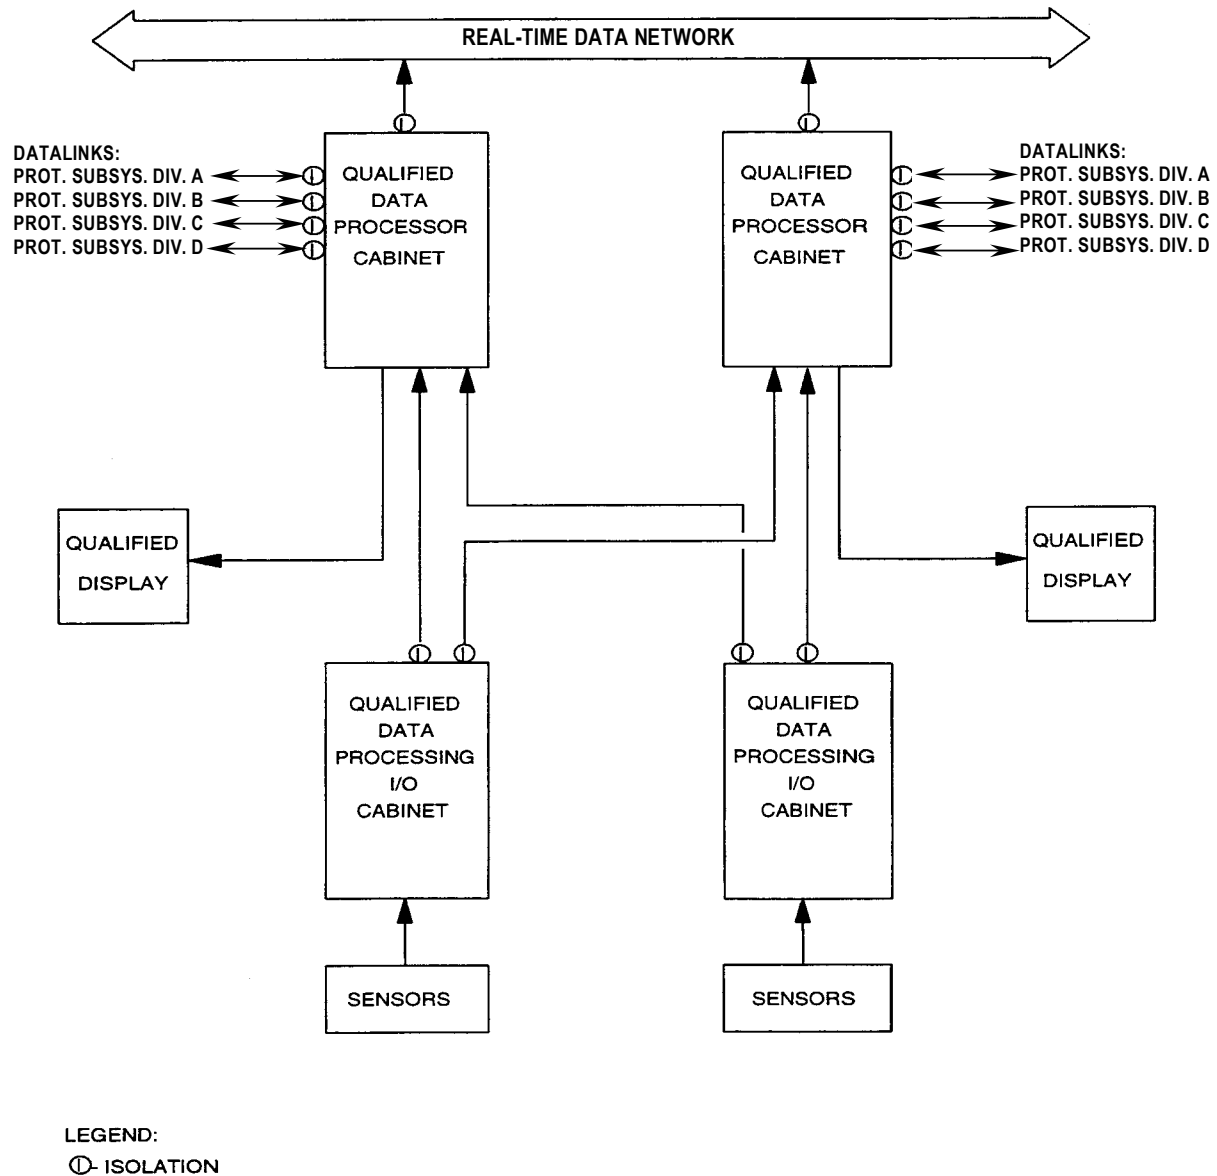 REAL-TIME DATA NETWORK
DATALINKS:
PROT. SUBSYS. DIV. A
PROT. SUBSYS. DIV. B
PROT. SUBSYS. DIV. C
PROT. SUBSYS. DIV. D
QUALIFIED
DATA
PROCESSOR
CABINET
QUALIFIED
DATA
PROCESSOR
CABINET
DATALINKS:
PROT. SUBSYS. DIV. A
PROT. SUBSYS. DIV. B
PROT. SUBSYS. DIV. C
PROT. SUBSYS. DIV. D
QUALIFIED
DISPLAY
QUALIFIED
DISPLAY
QUALIFIED
DATA
PROCESSING
I/O
CABINET
QUALIFIED
DATA
PROCESSING
I/O
CABINET
SENSORS
SENSORS
LEGEND:
- ISOLATION